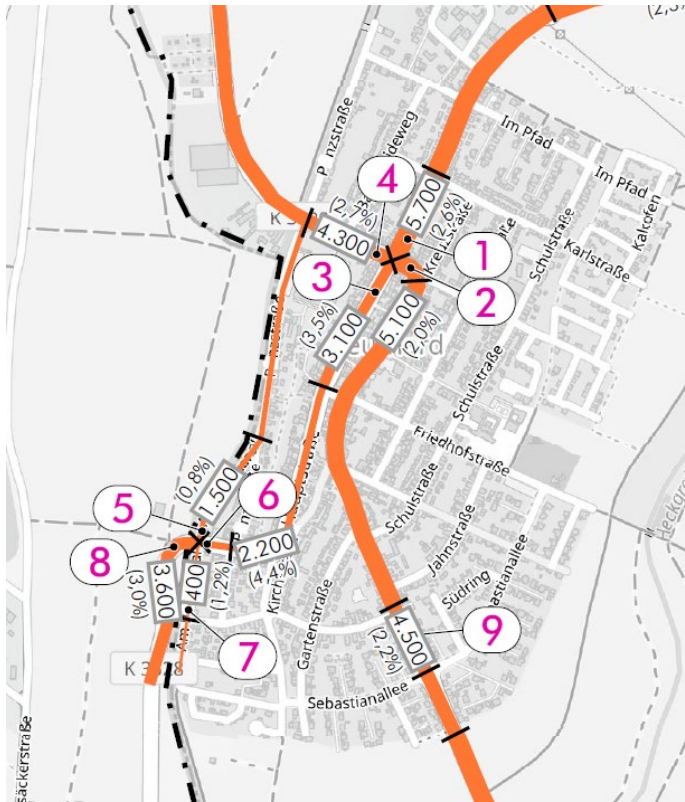 (2,3%)
Im Pfad
Im Pfad
Kaltofen
Karlstraße
Schulstraße
4
(2,7%)
4.300
5.700
(2,6%)
1
2
3
(3,5%)
3.100
5.100
(2,0%)
Schulstraße
Friedhofstraße
(0,8%)
1.500
5
6
8
2.200
(4,4%)
3.600
(3,0%)
400
(1,2%)
7
K 3528
Schulstraße
Jahnstraße
Gartenstraße
Südring
4.500
(2,2%)
9
Sebastianallee